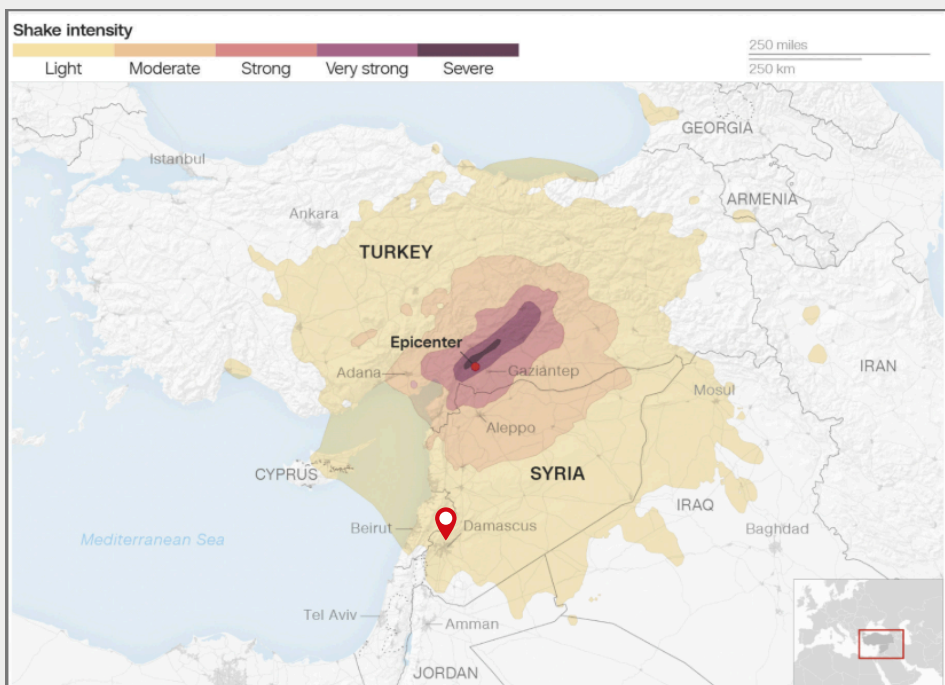 Shake intensity
Light Moderate Strong Very strong Severe
250 miles
250 km
GEORGIA
Istanbul
ARMENIA
Ankara
TURKEY
Epicenter
Adana
Gaziantep
IRAN
Mosul
Aleppo
CYPRUS
SYRIA
IRAQ
Beirut
Damascus
Baghdad
Mediterranean Sea
Tel Aviv
Amman
JORDAN